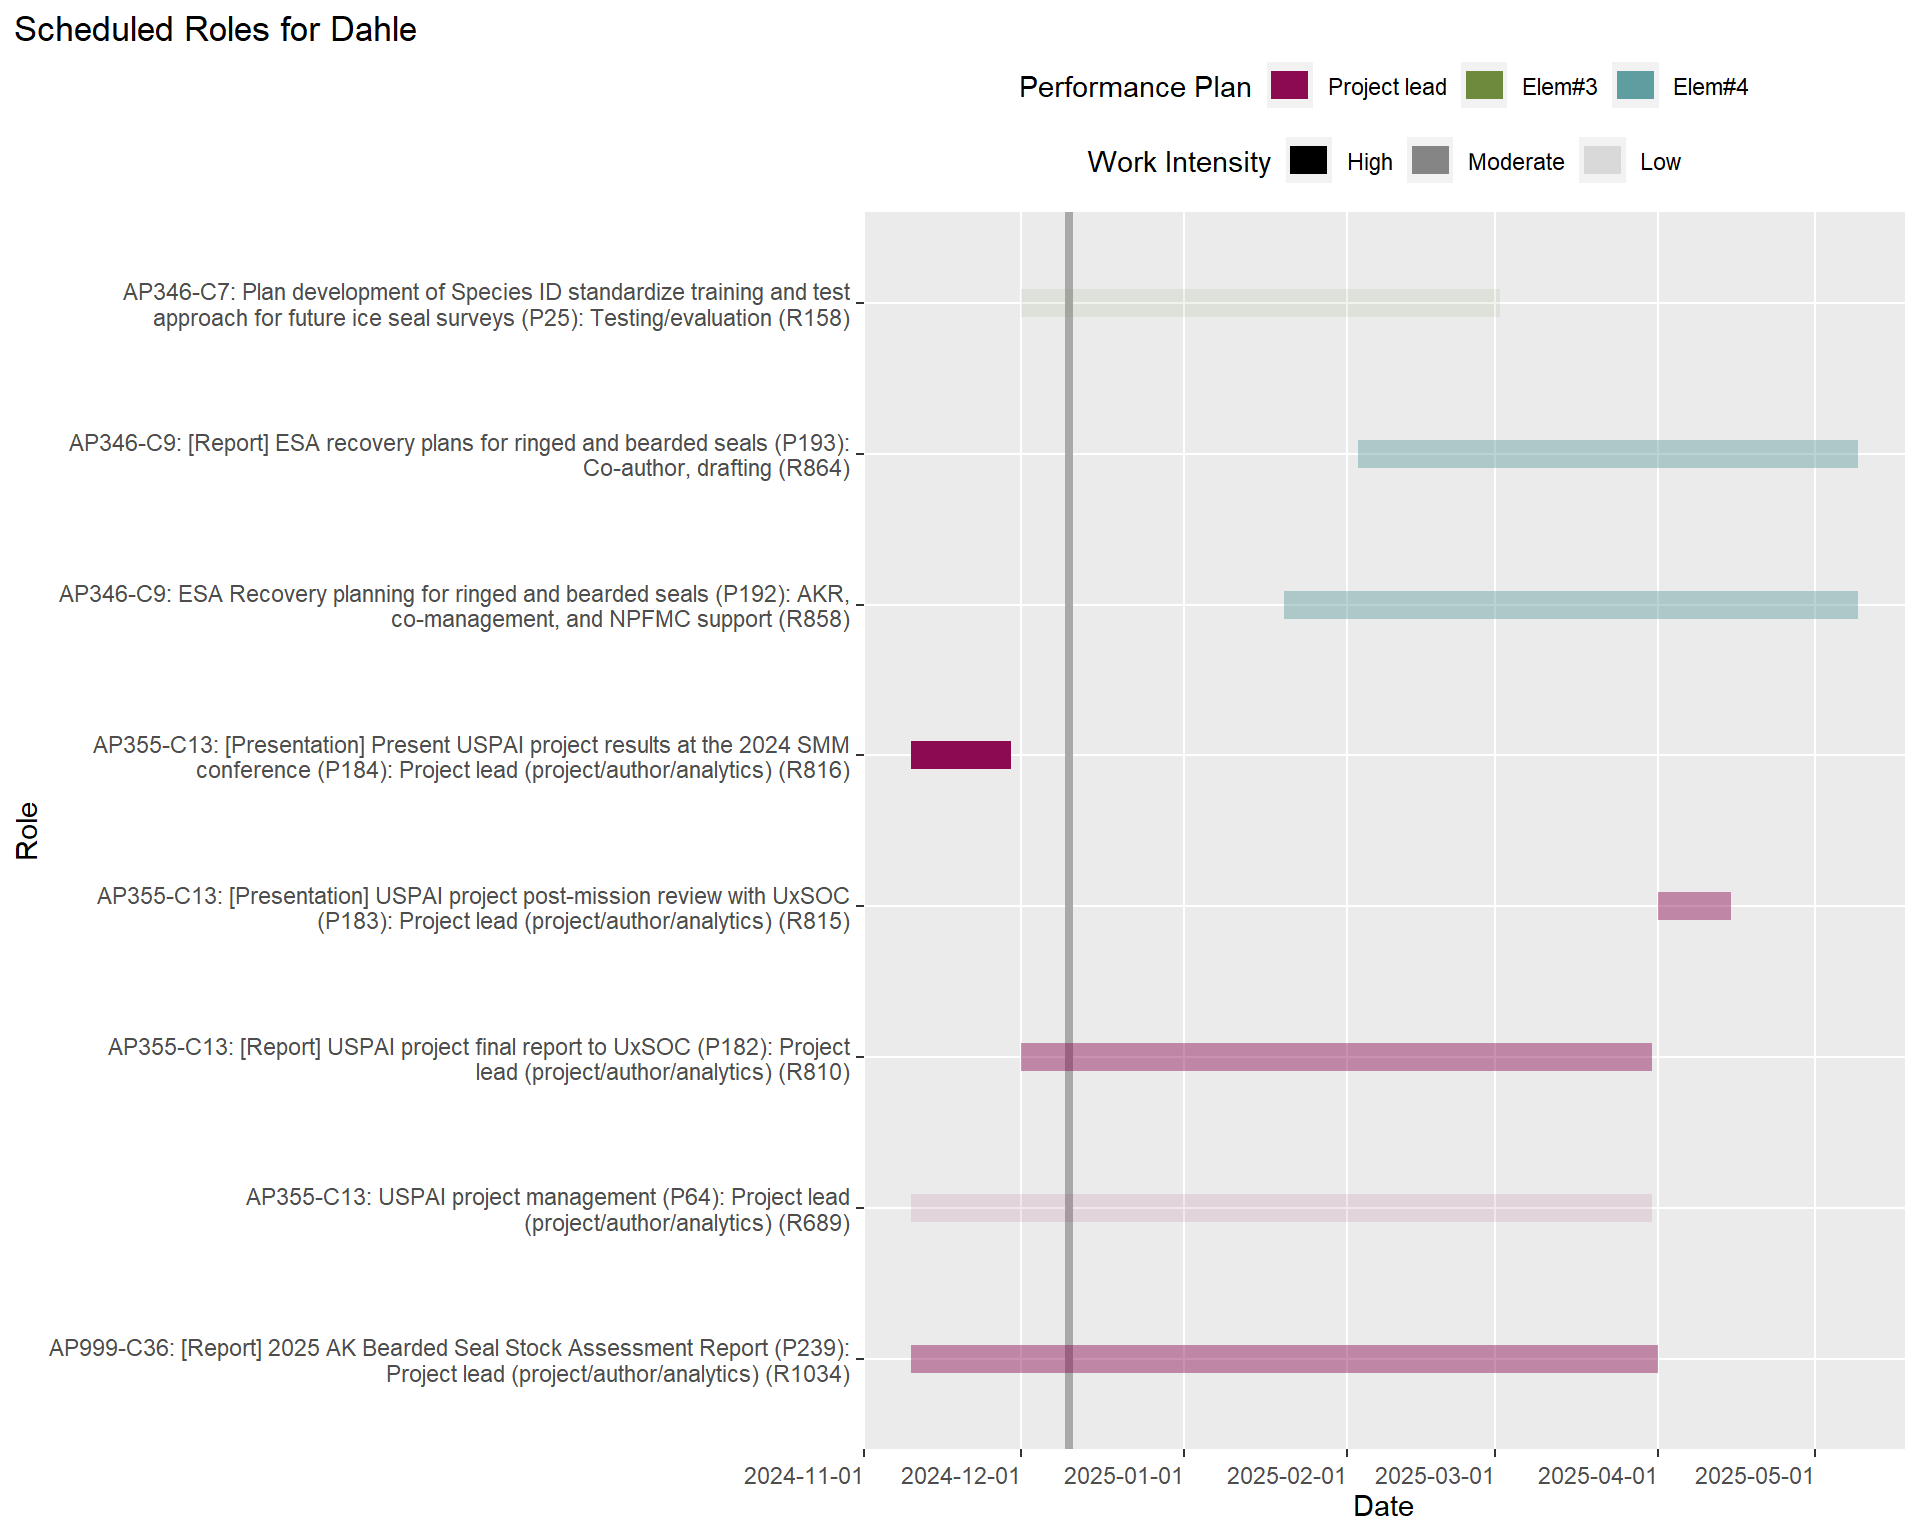 Scheduled Roles for Dahle
Performance Plan Project lead Elem#3 Elem#4
Work Intensity High Moderate Low
AP346-C7: Plan development of Species ID standardize training and test
approach for future ice seal surveys (P25): Testing/evaluation (R158)
AP346-C9: [Report] ESA recovery plans for ringed and bearded seals (P193):
Co-author, drafting (R864)
AP346-C9: ESA Recovery planning for ringed and bearded seals (P192): AKR,
co-management, and NPFMC support (R858)
AP355-C13: [Presentation] Present USPAI project results at the 2024 SMM
conference (P184): Project lead (project/author/analytics) (R816)
AP355-C13: [Presentation] USPAI project post-mission review with UxSOC
(P183): Project lead (project/author/analytics) (R815)
AP355-C13: [Report] USPAI project final report to UxSOC (P182): Project
lead (project/author/analytics) (R810)
AP355-C13: USPAI project management (P64): Project lead
(project/author/analytics) (R689)
AP999-C36: [Report] 2025 AK Bearded Seal Stock Assessment Report (P239):
Project lead (project/author/analytics) (R1034)
Role
2024-11-01 2024-12-01 2025-01-01 2025-02-01 2025-03-01 2025-04-01 2025-05-01
Date